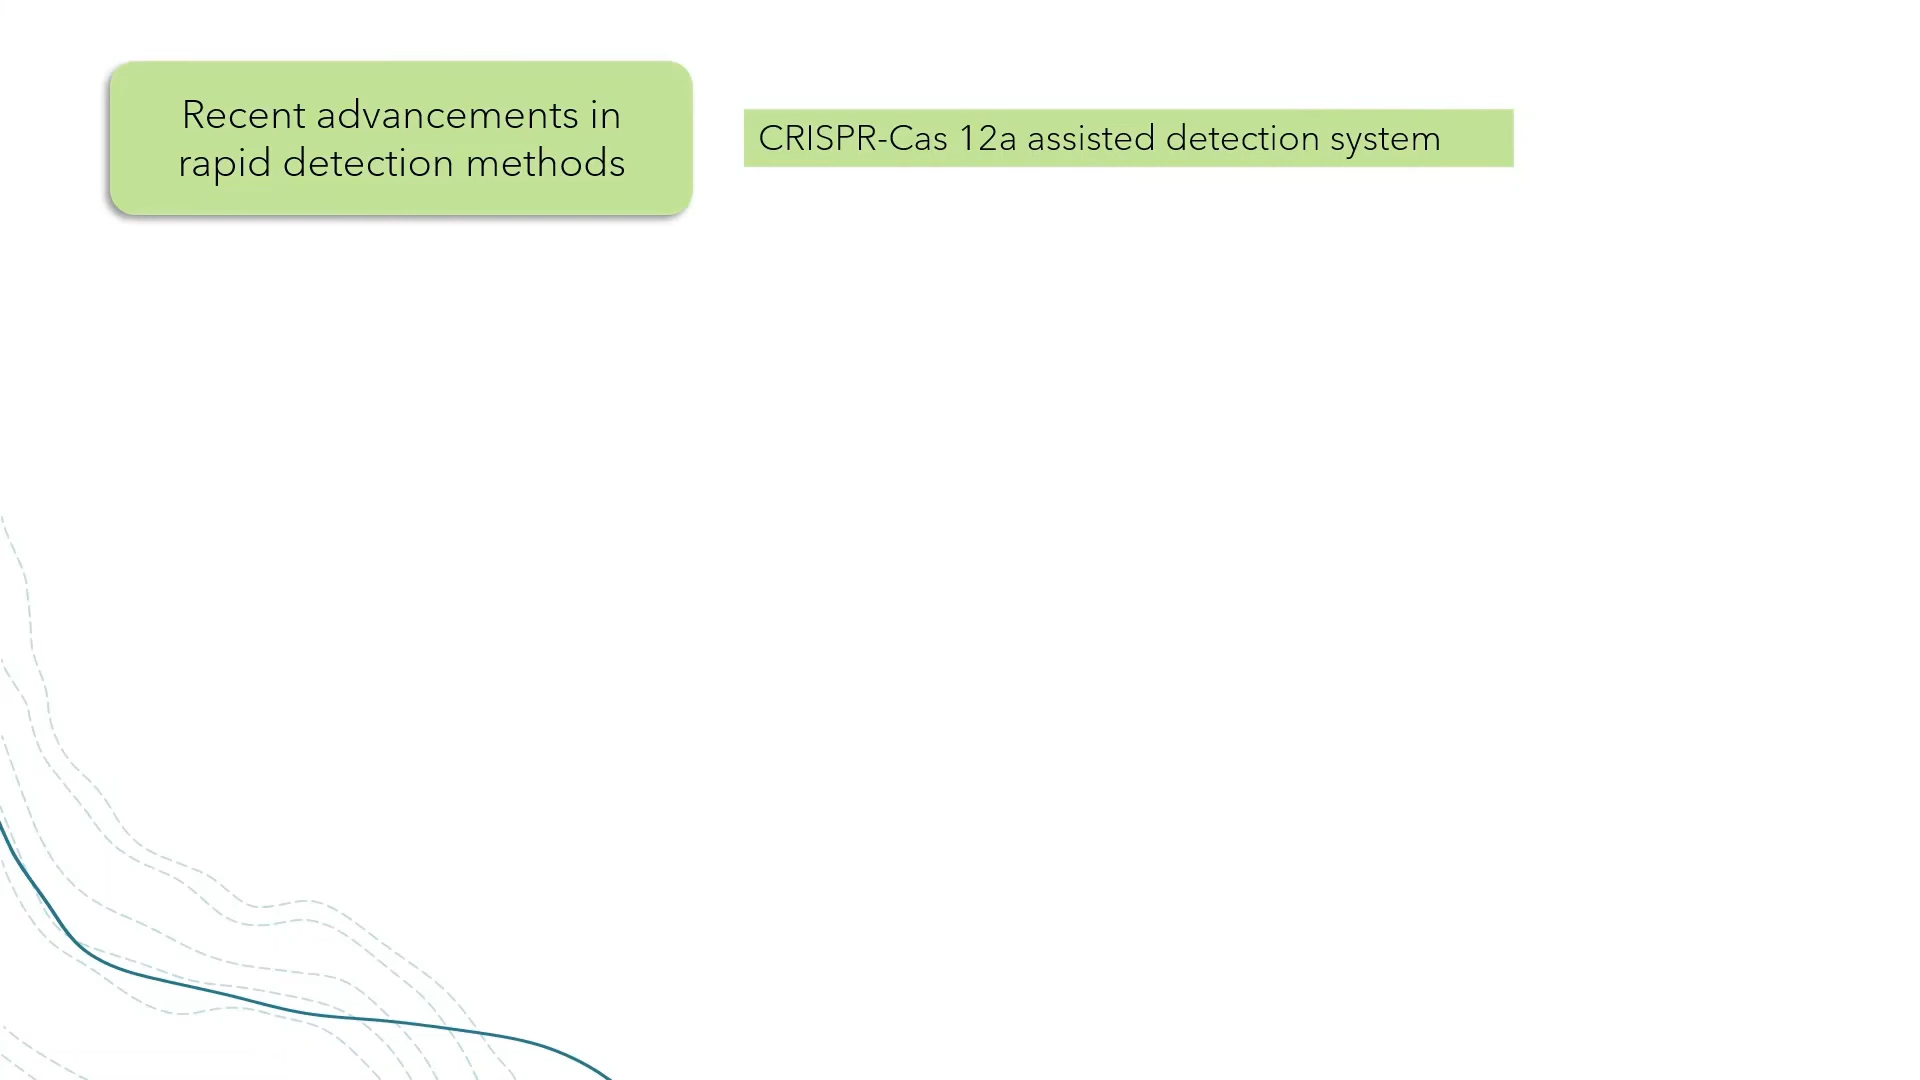 Recent advancements in
rapid detection methods
CRISPR-Cas 12a assisted detection system